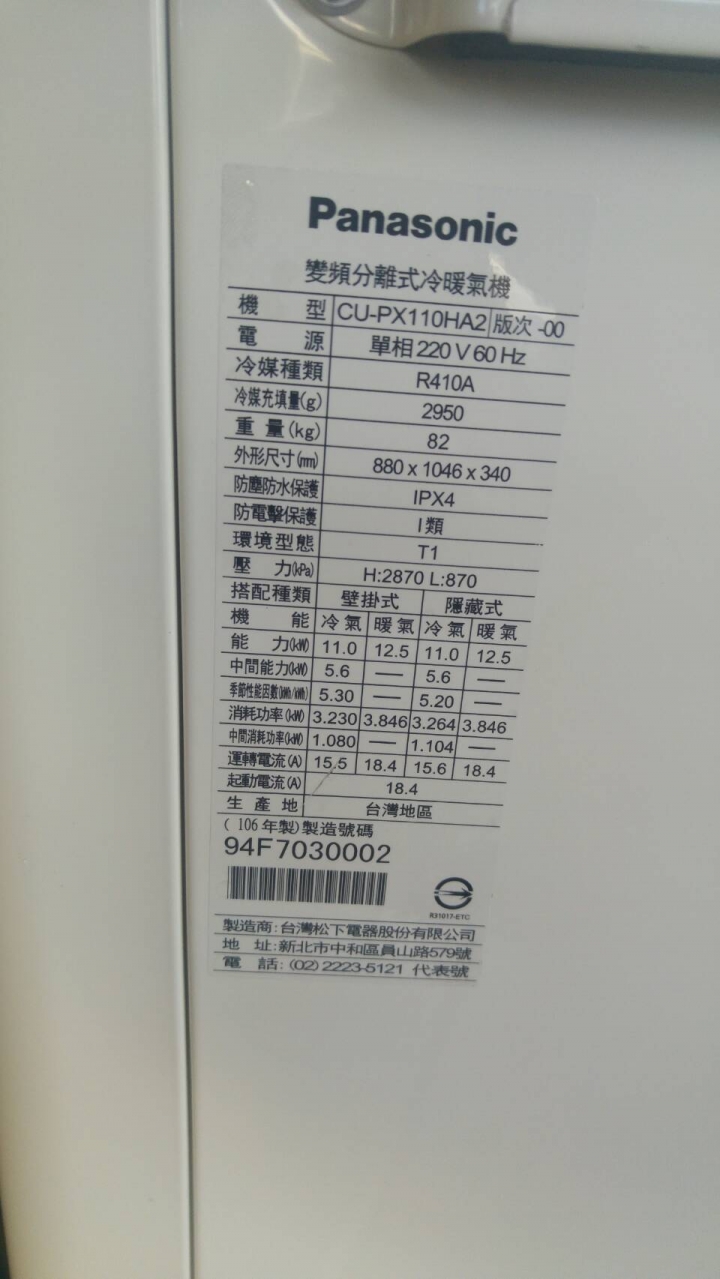 Panasonic
變頻分離式冷暖氣機
機 型 CU-PX110HA2 版次 -00
電 源 單相 220 V 60 Hz
冷媒種類 R410A
冷媒充填量(g) 2950
重 量(kg) 82
外形尺寸(mm) 880 x 1046 x 340
防塵防水保護 IPX4
防電擊保護 I 類
環境型態 T1
壓 力(kPa) H:2870 L:870
搭配種類 壁掛式 隱藏式
機 能 冷氣 暖氣 冷氣 暖氣
能 力(kW) 11.0 12.5 11.0 12.5
中間能力(kW) 5.6 — 5.6 —
季節性能因數(kWh/kWh) 5.30 — 5.20 —
消耗功率(kW) 3.230 3.846 3.264 3.846
中間消耗功率(kW) 1.080 — 1.104 —
運轉電流(A) 15.5 18.4 15.6 18.4
起動電流(A) 18.4
生 產 地 台灣地區
( 106 年製)製造號碼
94F7030002
R31017-ETC
製造商:台灣松下電器股份有限公司
地 址:新北市中和區員山路579號
電 話:(02)2223-5121 代表號